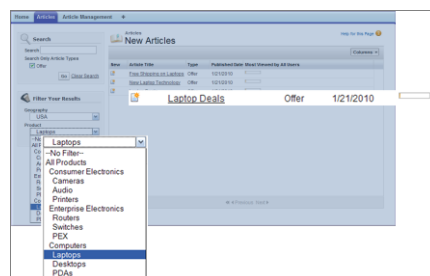 Home Articles Article Management +
Search
Search
Search Only Article Types
Offer
Go Clear Search
Filter Your Results
Geography
USA
Product
Laptops
Articles
New Articles
Help for this Page
Columns
New Article Title Type Published Date Most Viewed by All Users
Free Shipping on Laptops Offer 1/21/2010
New Laptop Technology Offer 1/21/2010
Laptop Deals Offer 1/21/2010
Laptops
--No Filter--
All Products
Consumer Electronics
Cameras
Audio
Printers
Enterprise Electronics
Routers
Switches
PEX
Computers
Laptops
Desktops
PDAs